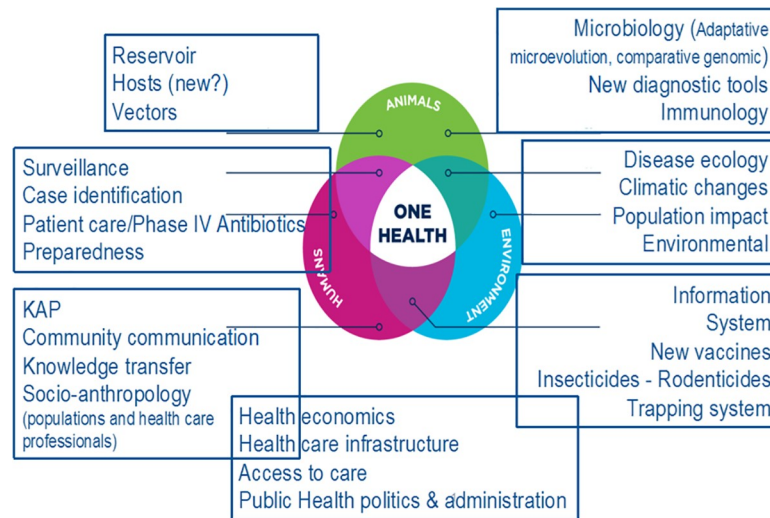 Reservoir
Hosts (new?)
Vectors
Microbiology (Adaptative
microevolution, comparative genomic)
New diagnostic tools
Immunology
ANIMALS
Surveillance
Case identification
Patient care/Phase IV Antibiotics
Preparedness
ONE
HEALTH
HUMANS
ENVIRONMENT
Disease ecology
Climatic changes
Population impact
Environmental
KAP
Community communication
Knowledge transfer
Socio-anthropology
(populations and health care
professionals)
Information
System
New vaccines
Insecticides - Rodenticides
Trapping system
Health economics
Health care infrastructure
Access to care
Public Health politics & administration